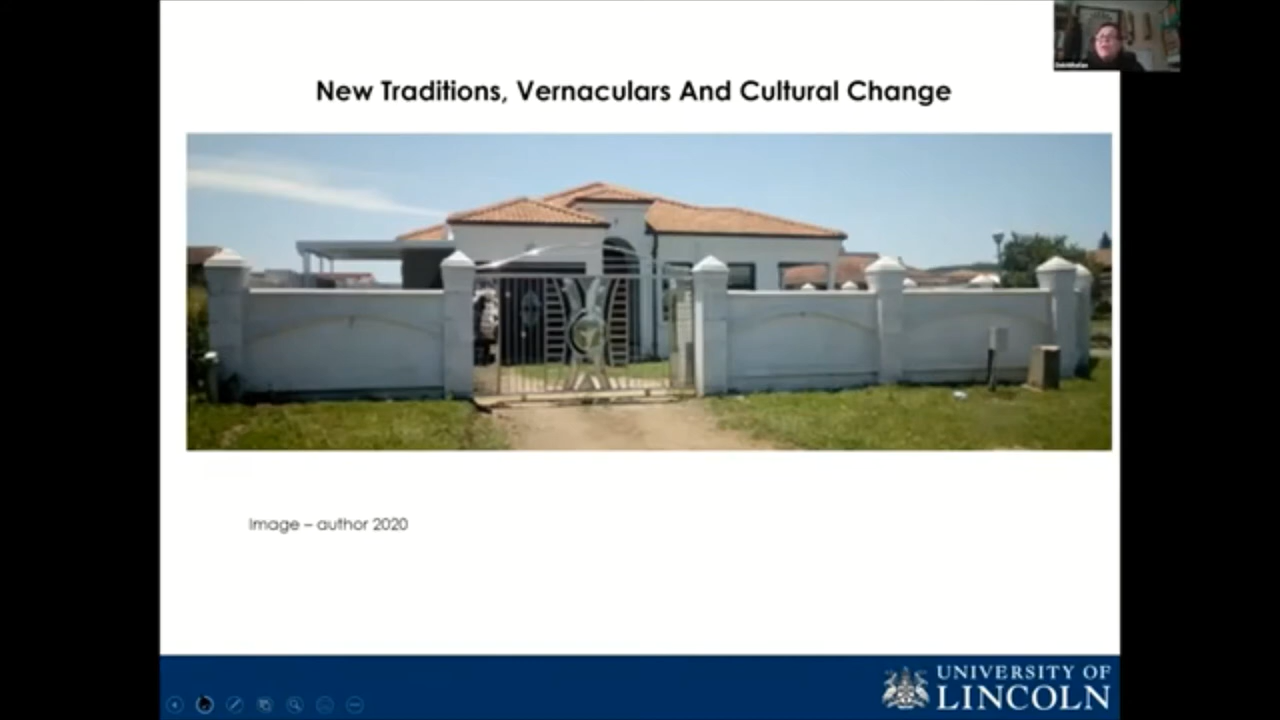 New Traditions, Vernaculars And Cultural Change
Image – author 2020
UNIVERSITY OF
LINCOLN